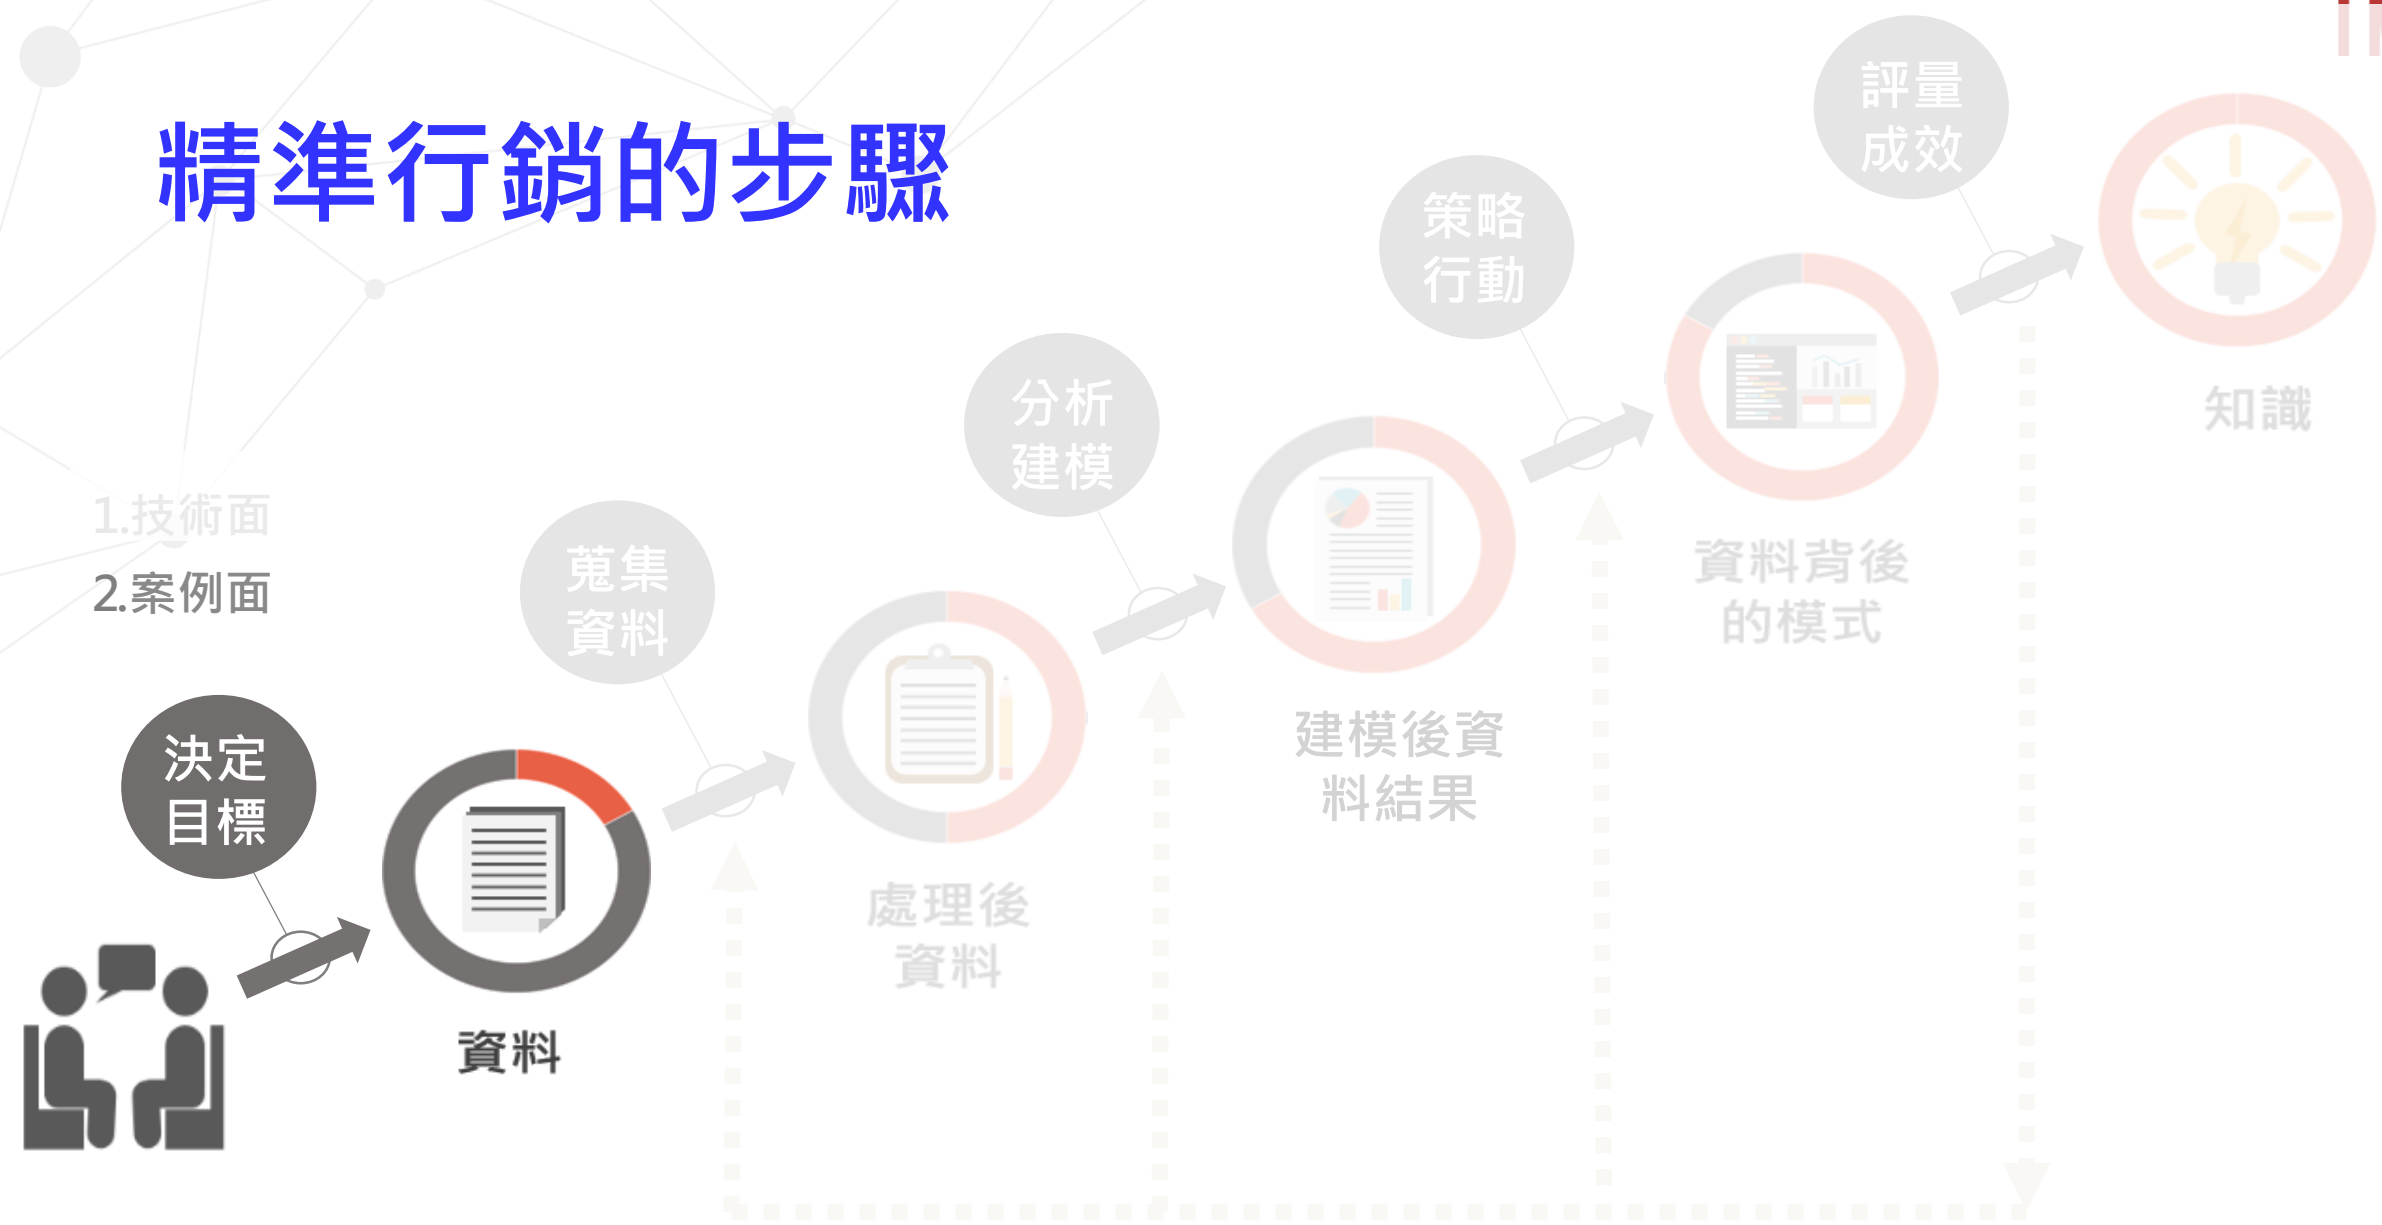 精準行銷的步驟
1.技術面
2.案例面
決定
目標
資料
蒐集
資料
處理後
資料
分析
建模
建模後資
料結果
策略
行動
資料背後
的模式
評量
成效
知識